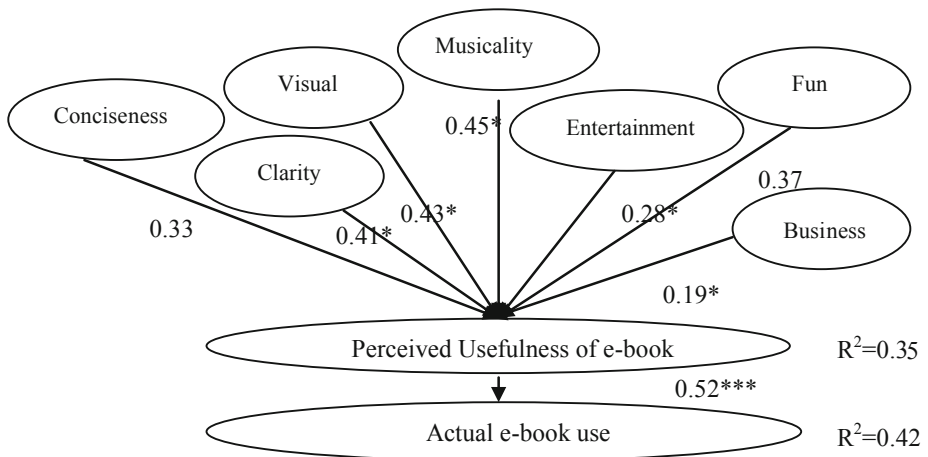 Musicality
Visual
Fun
Conciseness
0.45*
Entertainment
Clarity
0.37
0.43*
0.28*
0.33
0.41*
Business
0.19*
Perceived Usefulness of e-book
R²=0.35
0.52***
Actual e-book use
R²=0.42